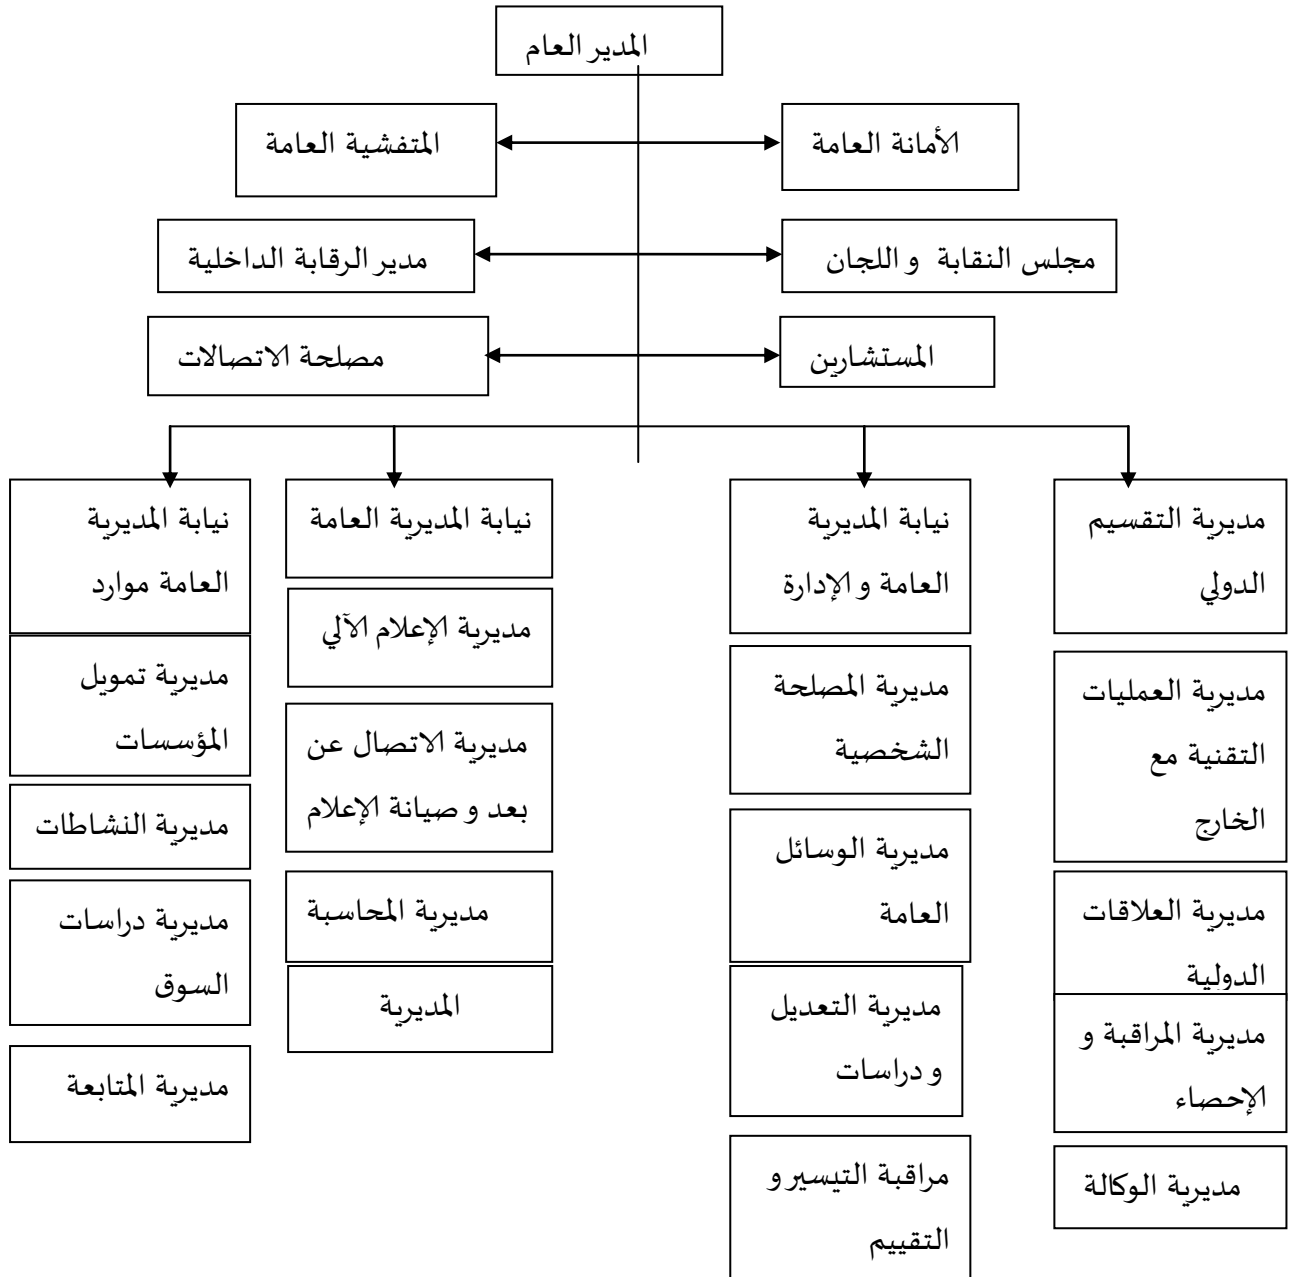 المدير العام
الأمانة العامة
المتفشية العامة
مجلس النقابة و اللجان
مدير الرقابة الداخلية
المستشارين
مصلحة الاتصالات
مديرية التقسيم
الدولي
مديرية العمليات
التقنية مع
الخارج
مديرية العلاقات
الدولية
مديرية المراقبة و
الإحصاء
مديرية الوكالة
نيابة المديرية
العامة و الإدارة
مديرية المصلحة
الشخصية
مديرية الوسائل
العامة
مديرية التعديل
و دراسات
مراقبة التيسير و
التقييم
نيابة المديرية العامة
مديرية الإعلام الآلي
مديرية الاتصال عن
بعد و صيانة الإعلام
مديرية المحاسبة
المديرية
نيابة المديرية
العامة موارد
مديرية تمويل
المؤسسات
مديرية النشاطات
مديرية دراسات
السوق
مديرية المتابعة